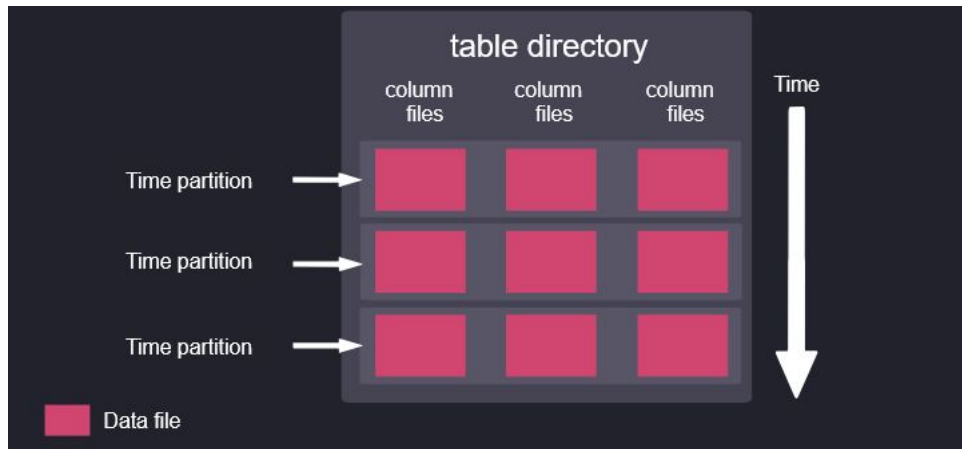 table directory
column
files
column
files
column
files
Time
Time partition
Time partition
Time partition
Data file